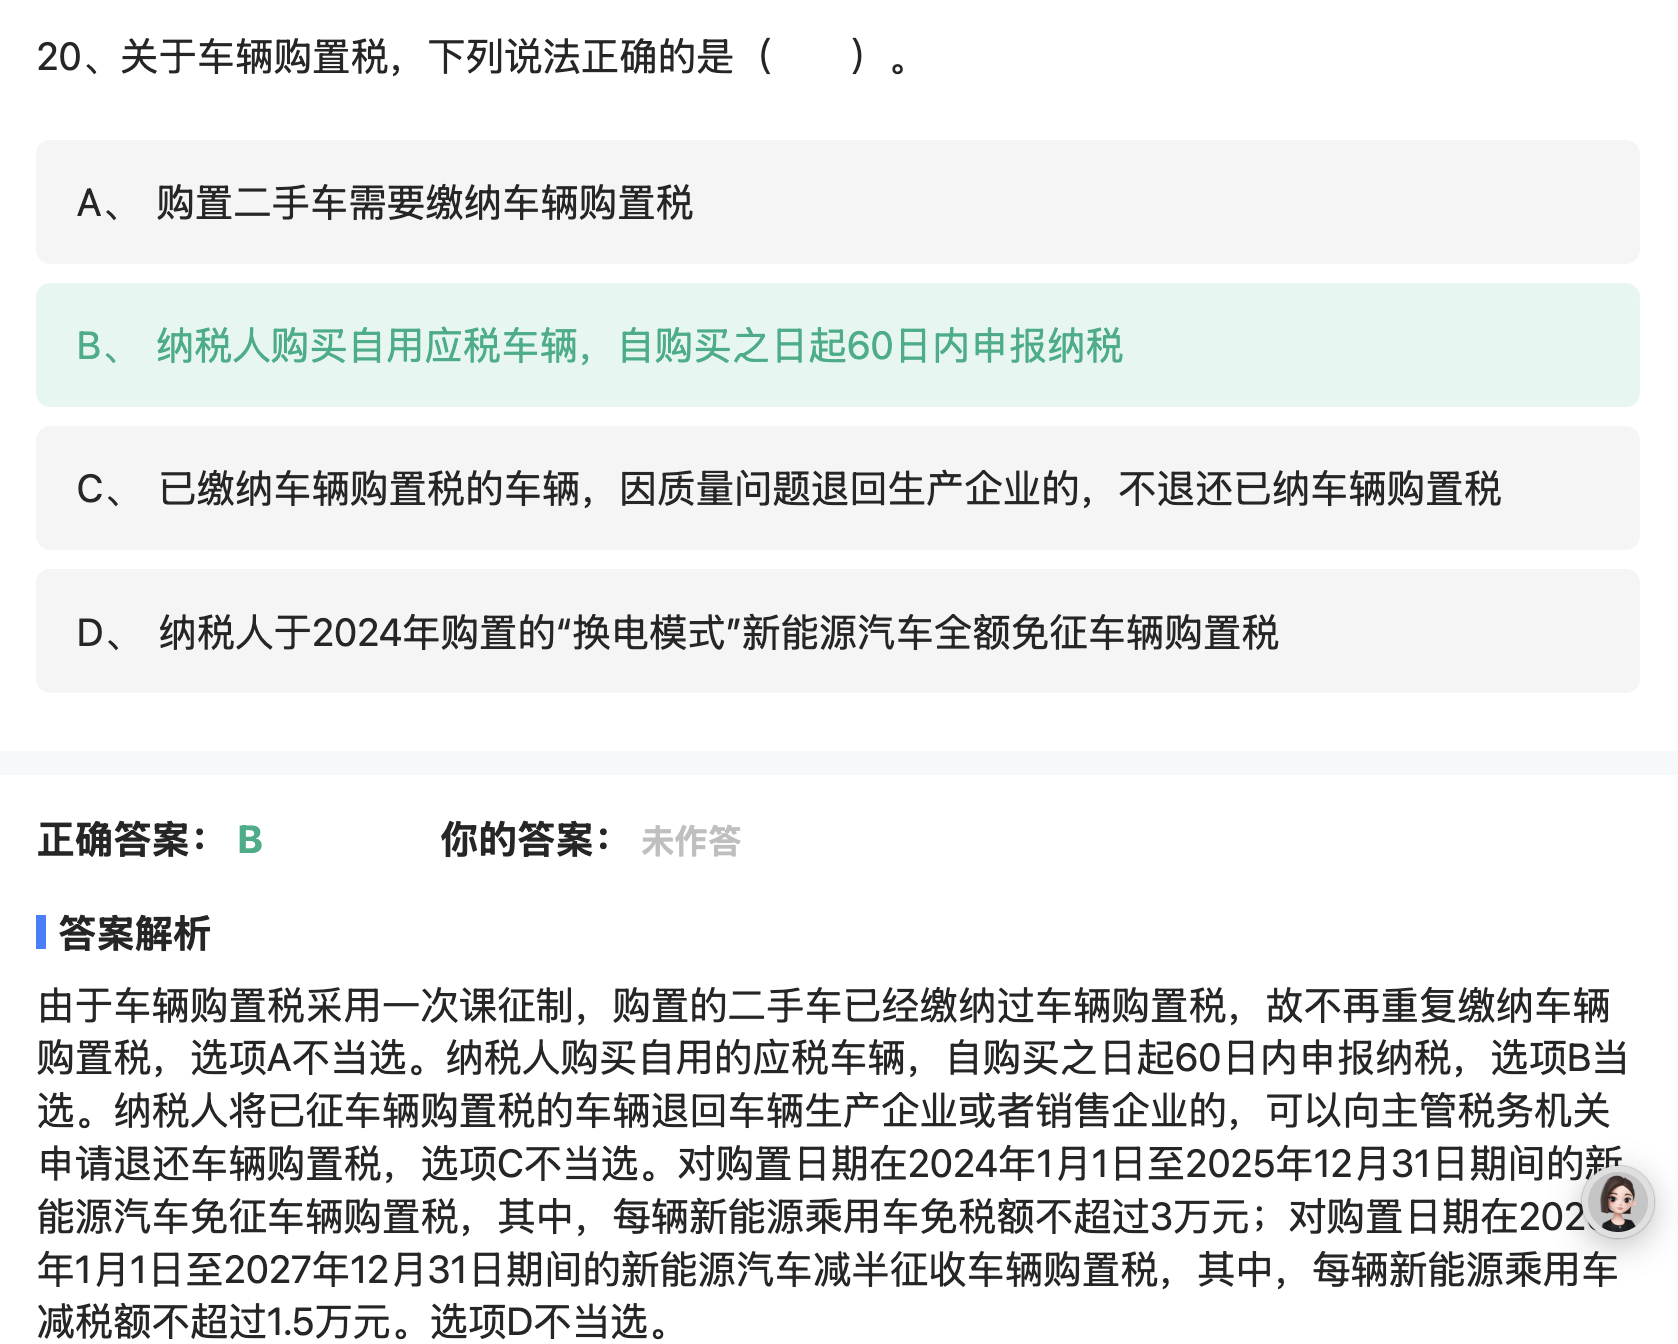 20、关于车辆购置税，下列说法正确的是（　　）。
A、 购置二手车需要缴纳车辆购置税
B、 纳税人购买自用应税车辆，自购买之日起60日内申报纳税
C、 已缴纳车辆购置税的车辆，因质量问题退回生产企业的，不退还已纳车辆购置税
D、 纳税人于2024年购置的“换电模式”新能源汽车全额免征车辆购置税
正确答案： B 你的答案： 未作答
答案解析
由于车辆购置税采用一次课征制，购置的二手车已经缴纳过车辆购置税，故不再重复缴纳车辆
购置税，选项A不当选。纳税人购买自用的应税车辆，自购买之日起60日内申报纳税，选项B当
选。纳税人将已征车辆购置税的车辆退回车辆生产企业或者销售企业的，可以向主管税务机关
申请退还车辆购置税，选项C不当选。对购置日期在2024年1月1日至2025年12月31日期间的新
能源汽车免征车辆购置税，其中，每辆新能源乘用车免税额不超过3万元；对购置日期在202
年1月1日至2027年12月31日期间的新能源汽车减半征收车辆购置税，其中，每辆新能源乘用车
减税额不超过1.5万元。选项D不当选。